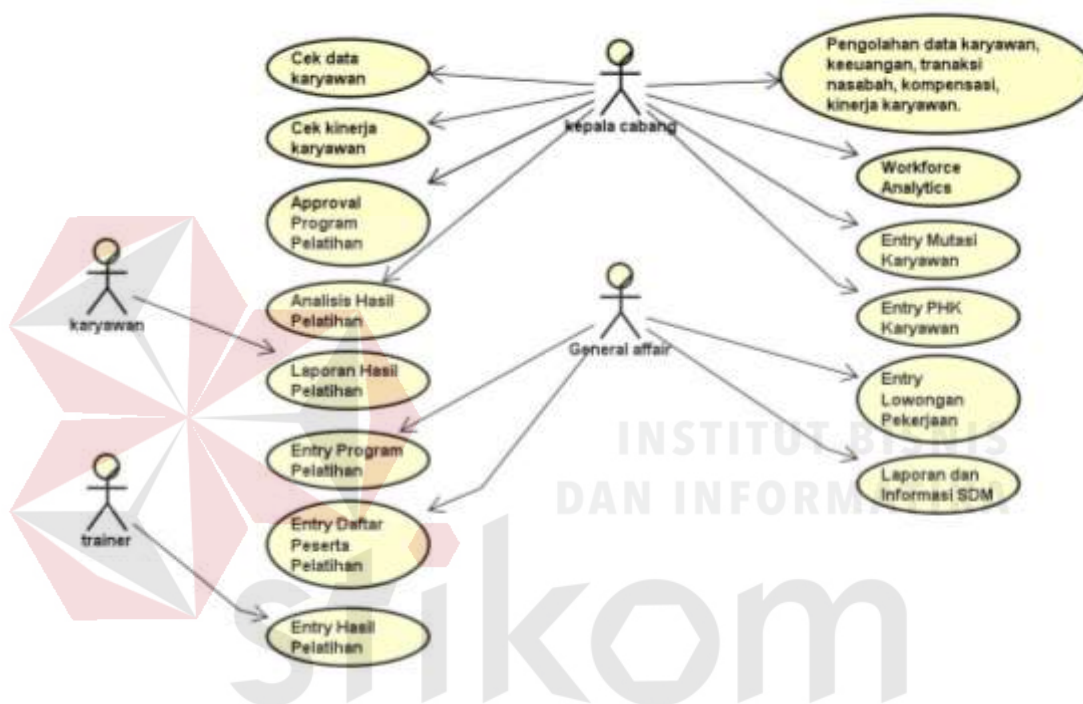 Cek data
karyawan
Cek kinerja
karyawan
Approval
Program
Pelatihan
Analisis Hasil
Pelatihan
Laporan Hasil
Pelatihan
Entry Program
Pelatihan
Entry Daftar
Peserta
Pelatihan
Entry Hasil
Pelatihan
karyawan
trainer
kepala cabang
General affair
Pengolahan data karyawan,
keeuangan, tranaksi
nasabah, kompensasi,
kinerja karyawan.
Workforce
Analytics
Entry Mutasi
Karyawan
Entry PHK
Karyawan
Entry
Lowongan
Pekerjaan
Laporan dan
Informasi SDM
INSTITUT BISNIS
DAN INFORMATIKA
stikom